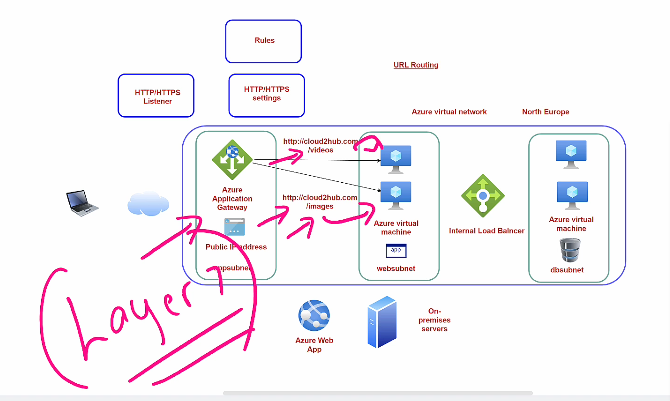 Rules
URL Routing
HTTP/HTTPS
Listener
HTTP/HTTPS
settings
Azure virtual network
North Europe
http://cloud2hub.com
/videos
Azure
Application
Gateway
http://cloud2hub.com
/images
Public IP address
Azure virtual
machine
app
websubnet
Internal Load Balncer
Azure virtual
machine
dbsubnet
Layer 7
Azure Web
App
On-
premises
servers